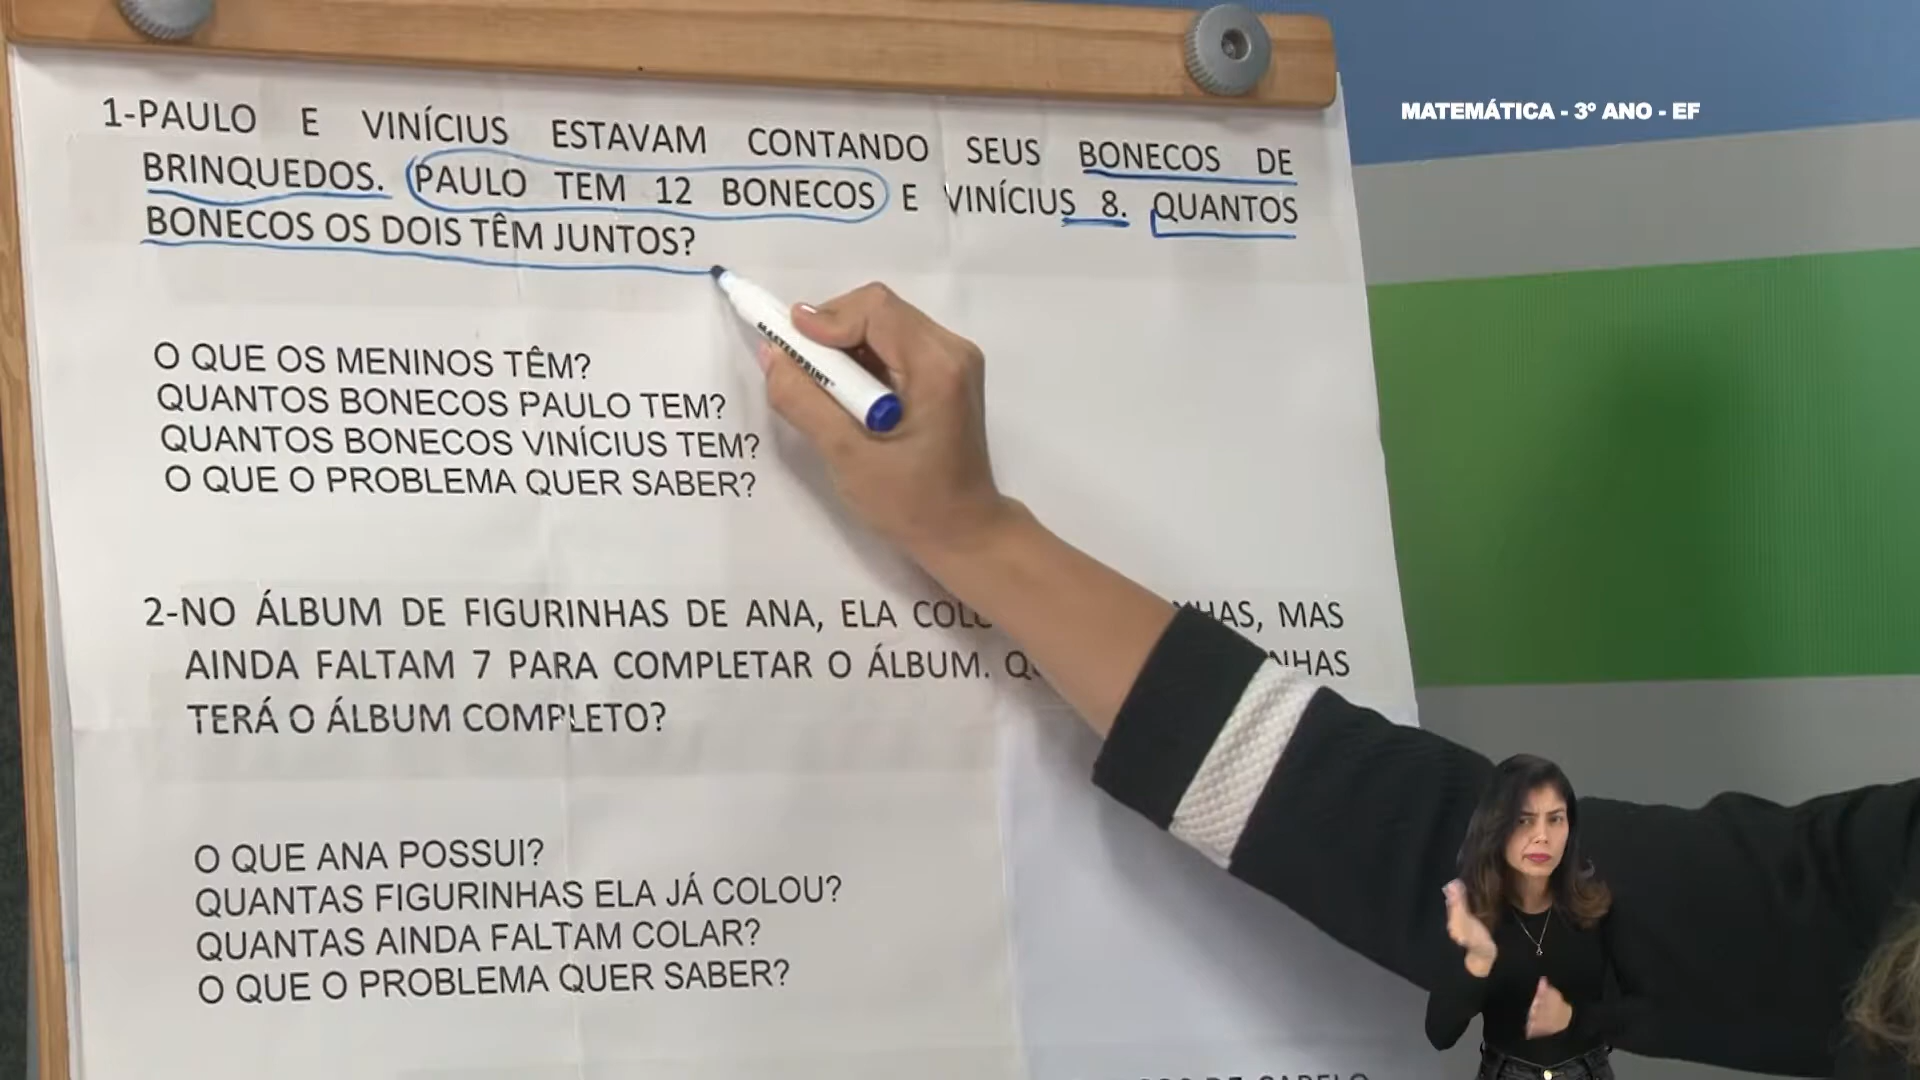 MATEMÁTICA - 3º ANO - EF
1-PAULO E VINÍCIUS ESTAVAM CONTANDO SEUS BONECOS DE
BRINQUEDOS. PAULO TEM 12 BONECOS E VINÍCIUS 8. QUANTOS
BONECOS OS DOIS TÊM JUNTOS?
O QUE OS MENINOS TÊM?
QUANTOS BONECOS PAULO TEM?
QUANTOS BONECOS VINÍCIUS TEM?
O QUE O PROBLEMA QUER SABER?
MASTERPRINT
2-NO ÁLBUM DE FIGURINHAS DE ANA, ELA MAS
AINDA FALTAM 7 PARA COMPLETAR O ÁLBUM.
TERÁ O ÁLBUM COMPLETO?
O QUE ANA POSSUI?
QUANTAS FIGURINHAS ELA JÁ COLOU?
QUANTAS AINDA FALTAM COLAR?
O QUE O PROBLEMA QUER SABER?